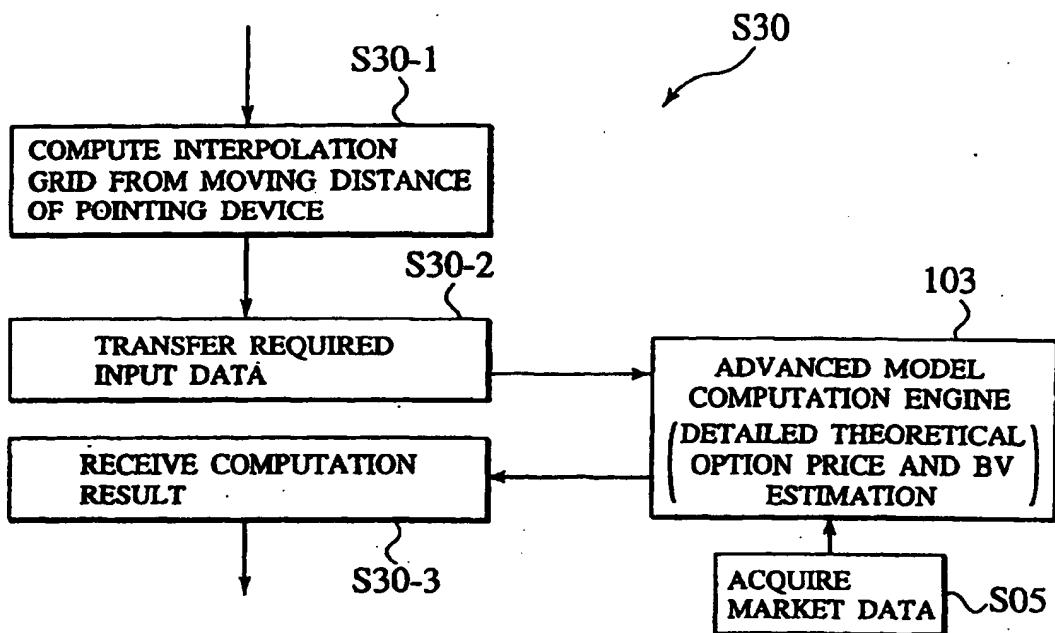 S30
S30-1
COMPUTE INTERPOLATION
GRID FROM MOVING DISTANCE
OF POINTING DEVICE
S30-2
TRANSFER REQUIRED
INPUT DATA
103
ADVANCED MODEL
COMPUTATION ENGINE
(DETAILED THEORETICAL
OPTION PRICE AND BV
ESTIMATION)
RECEIVE COMPUTATION
RESULT
S30-3
ACQUIRE
MARKET DATA
S05